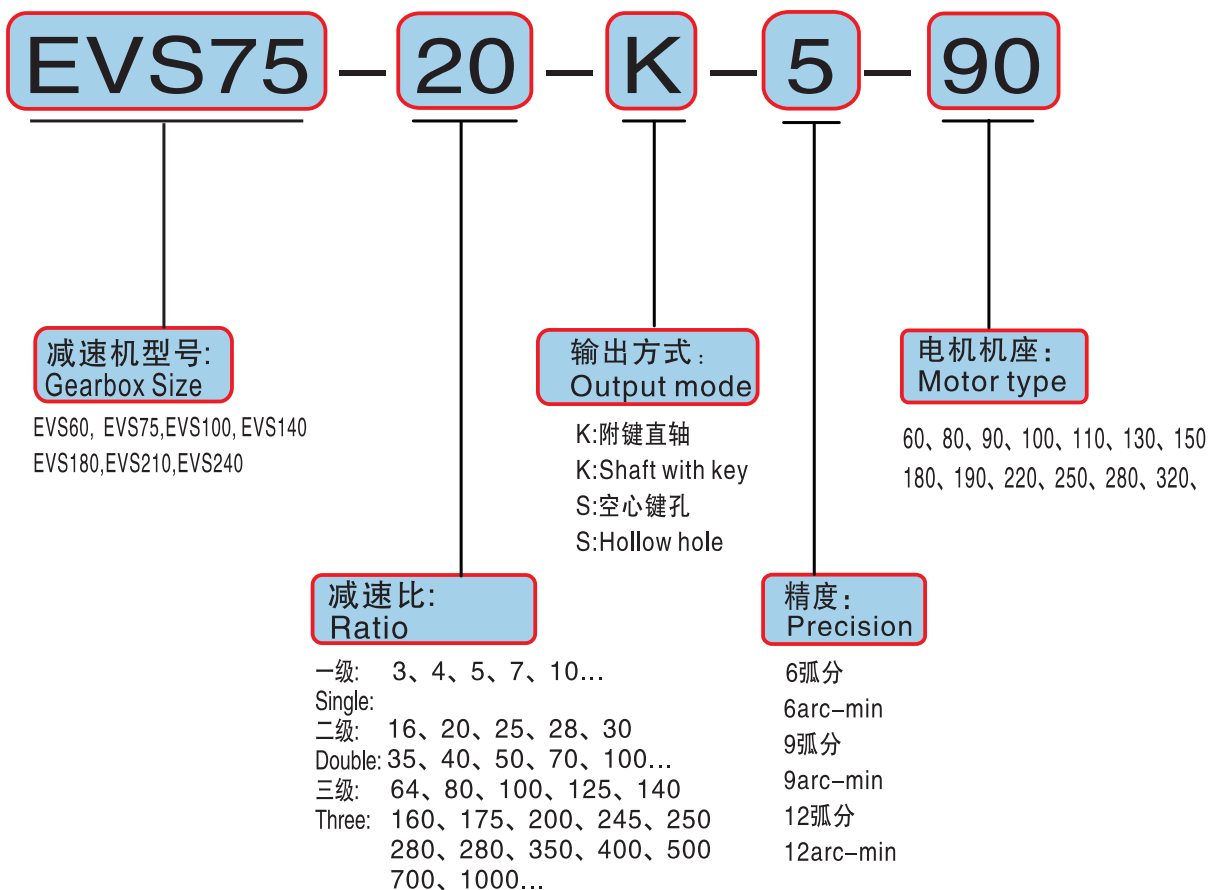 EVS75 — 20 — K — 5 — 90
减速机型号:
Gearbox Size
EVS60, EVS75,EVS100, EVS140
EVS180,EVS210,EVS240
输出方式:
Output mode
K:附键直轴
K:Shaft with key
S:空心键孔
S:Hollow hole
电机机座:
Motor type
60、80、90、100、110、130、150
180、190、220、250、280、320、
减速比:
Ratio
一级: 3、4、5、7、10...
Single:
二级: 16、20、25、28、30
Double: 35、40、50、70、100...
三级: 64、80、100、125、140
Three: 160、175、200、245、250
280、280、350、400、500
700、1000...
精度:
Precision
6弧分
6arc–min
9弧分
9arc–min
12弧分
12arc–min